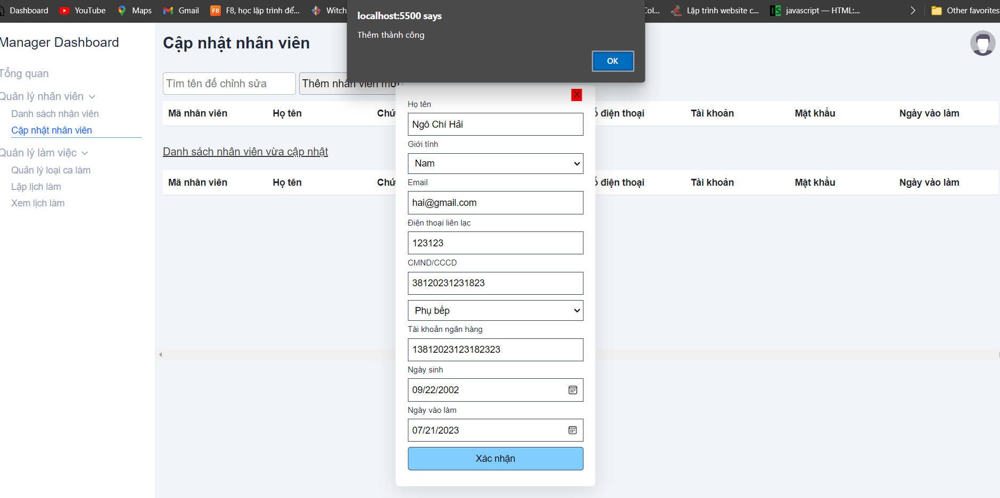 Dashboard YouTube Maps Gmail F8, học lập trình để... Witch Lập trình website c... javascript — HTML:... Other favorites
localhost:5500 says
Thêm thành công
OK
Manager Dashboard
Tổng quan
Quản lý nhân viên
Danh sách nhân viên
Cập nhật nhân viên
Quản lý làm việc
Quản lý loại ca làm
Lập lịch làm
Xem lịch làm
Cập nhật nhân viên
Tìm tên để chỉnh sửa Thêm nhân viên mới
Mã nhân viên Họ tên điện thoại Tài khoản Mật khẩu Ngày vào làm
Danh sách nhân viên vừa cập nhật
Mã nhân viên Họ tên điện thoại Tài khoản Mật khẩu Ngày vào làm
X
Họ tên
Ngô Chí Hải
Giới tính
Nam
Email
hai@gmail.com
Điện thoại liên lạc
123123
CMND/CCCD
38120231231823
Phụ bếp
Tài khoản ngân hàng
13812023123182323
Ngày sinh
09/22/2002
Ngày vào làm
07/21/2023
Xác nhận